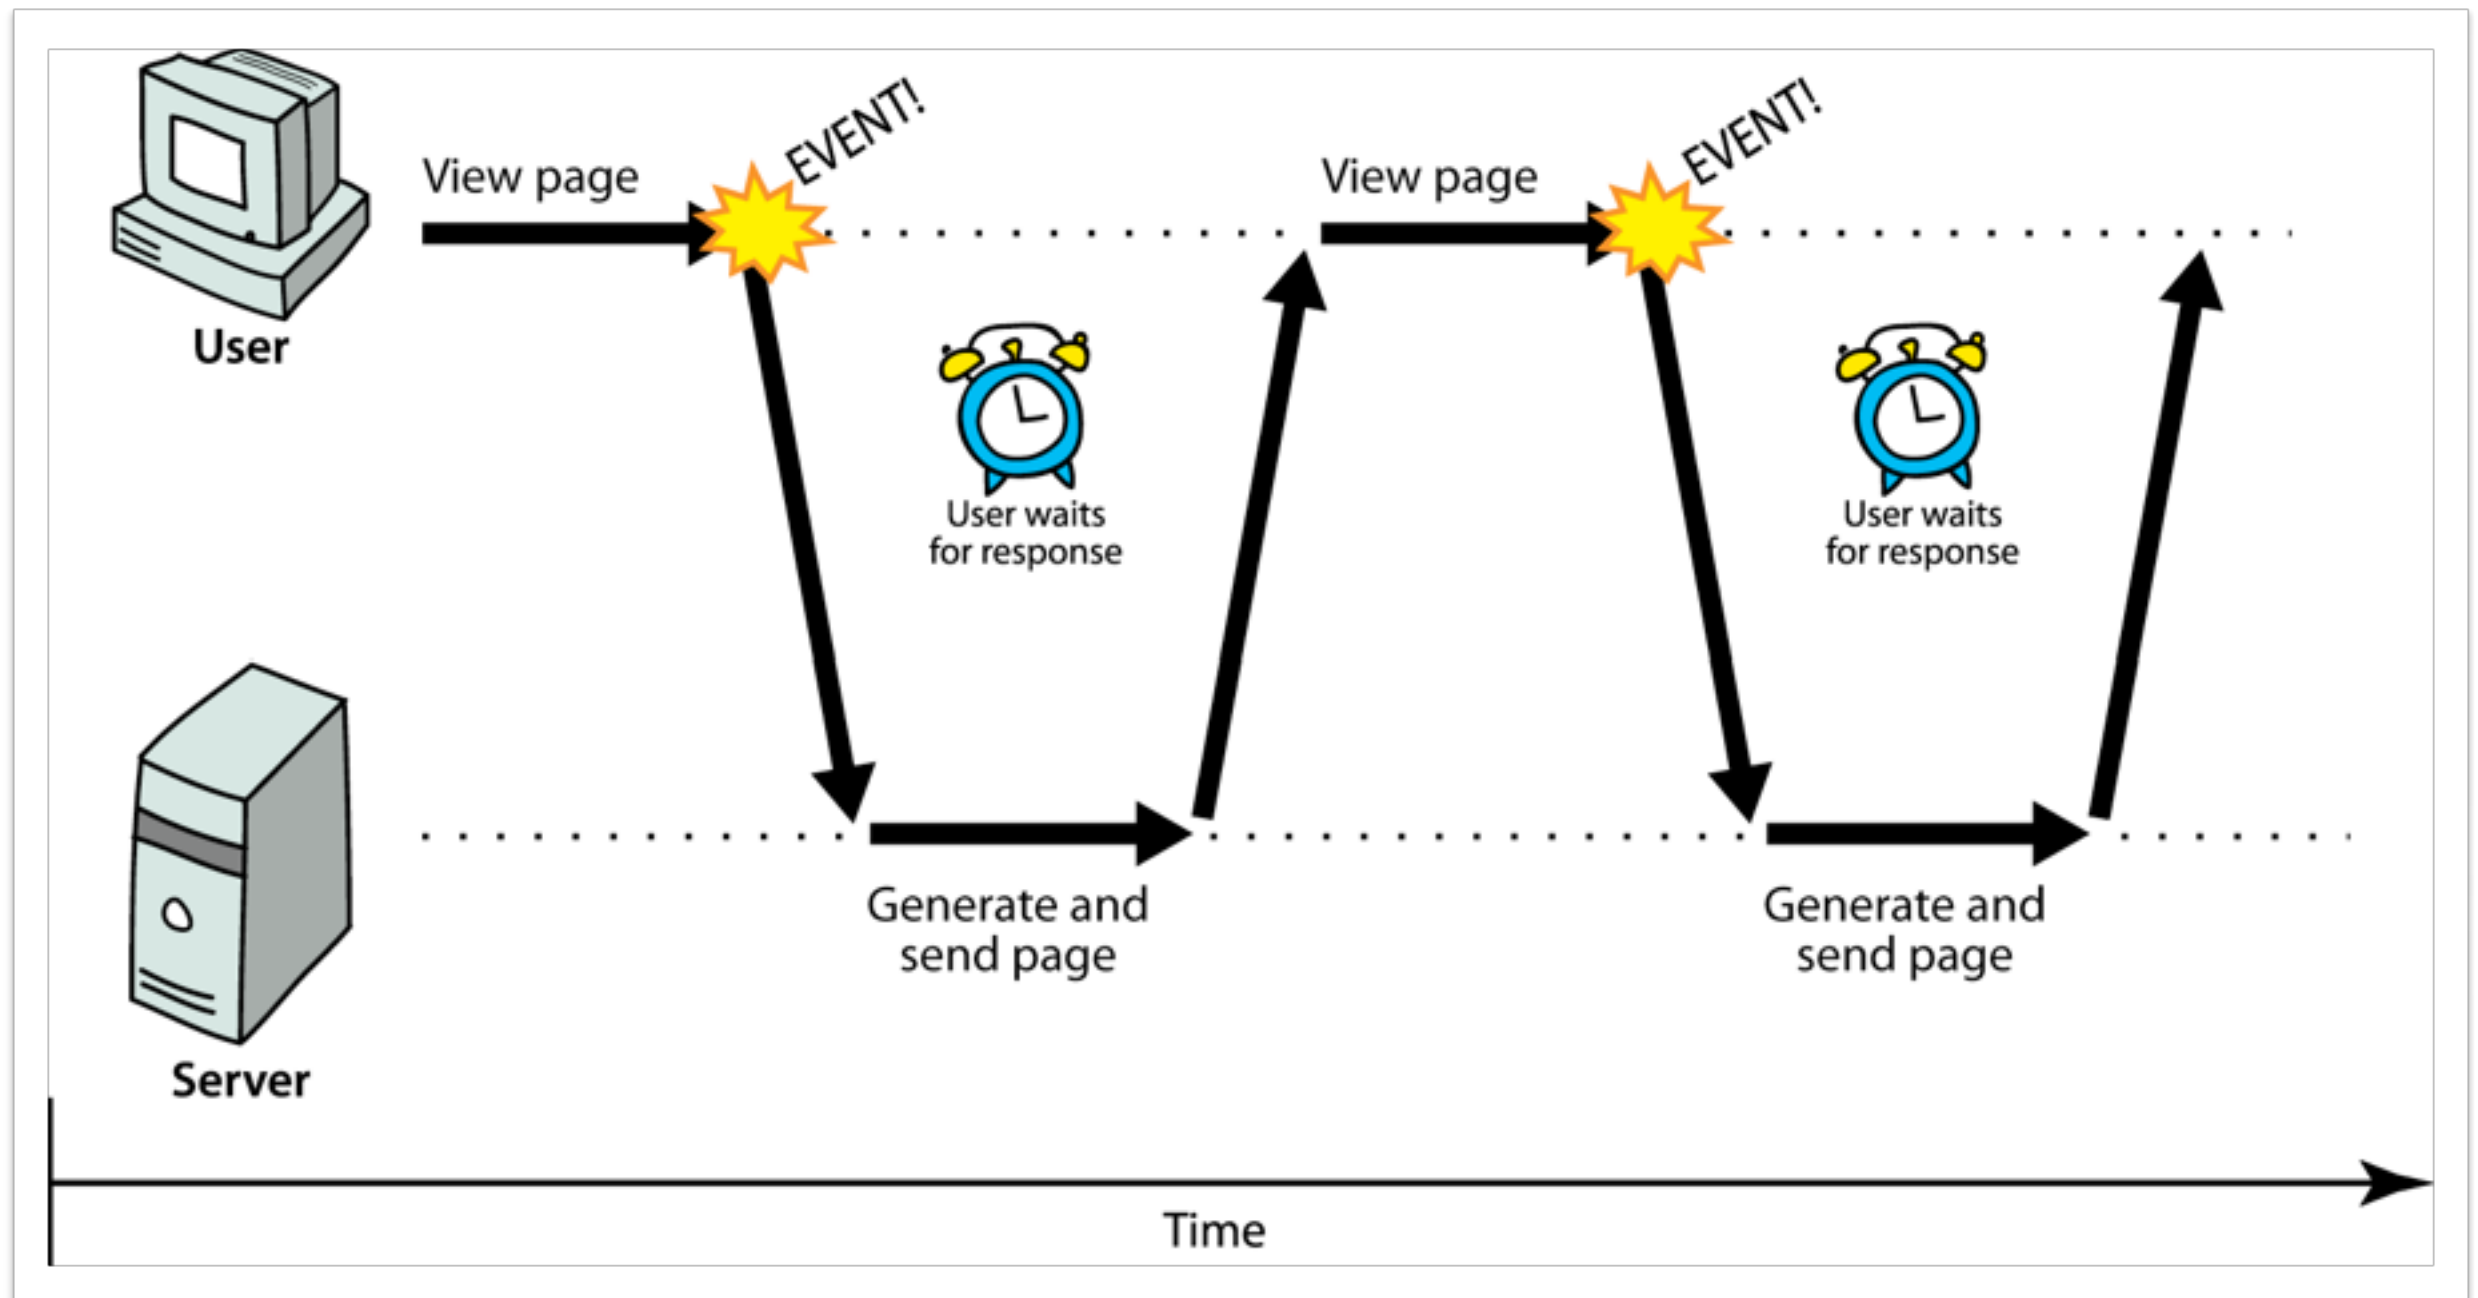 EVENT!
EVENT!
View page
View page
User
User waits
for response
User waits
for response
Generate and
send page
Generate and
send page
Server
Time